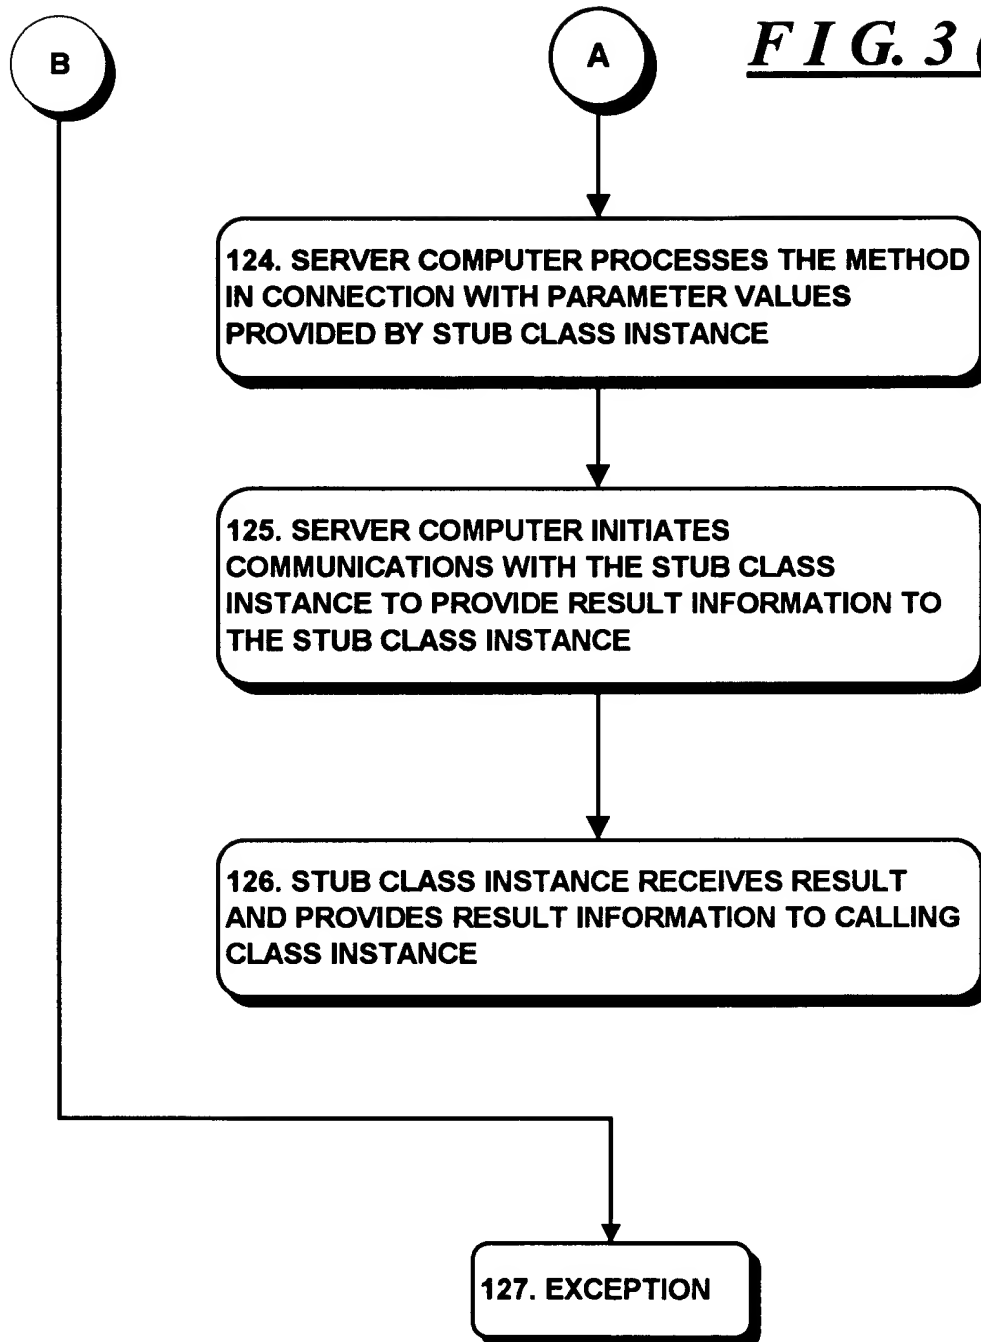 B
A
FIG. 3 (
124. SERVER COMPUTER PROCESSES THE METHOD
IN CONNECTION WITH PARAMETER VALUES
PROVIDED BY STUB CLASS INSTANCE
125. SERVER COMPUTER INITIATES
COMMUNICATIONS WITH THE STUB CLASS
INSTANCE TO PROVIDE RESULT INFORMATION TO
THE STUB CLASS INSTANCE
126. STUB CLASS INSTANCE RECEIVES RESULT
AND PROVIDES RESULT INFORMATION TO CALLING
CLASS INSTANCE
127. EXCEPTION